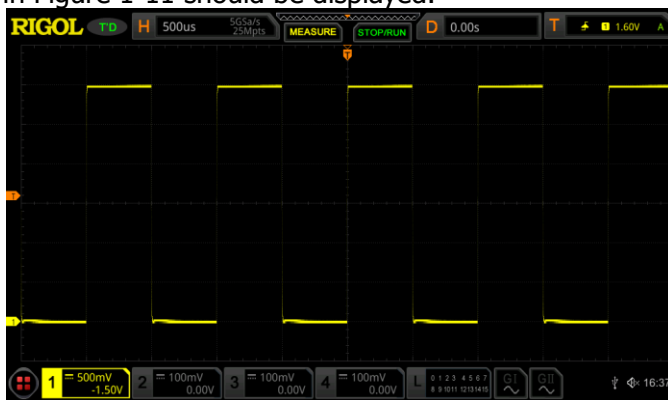 in Figure 1-11 should be displayed.
RIGOL T'D H 500us 5GSa/s 25Mpts MEASURE STOP/RUN D 0.00s T 1 1.60V A
T
T
1
1 500mV -1.50V 2 100mV 0.00V 3 100mV 0.00V 4 100mV 0.00V L 0 1 2 3 4 5 6 7 8 9 10 11 12 13 14 15 GI GII 16:37